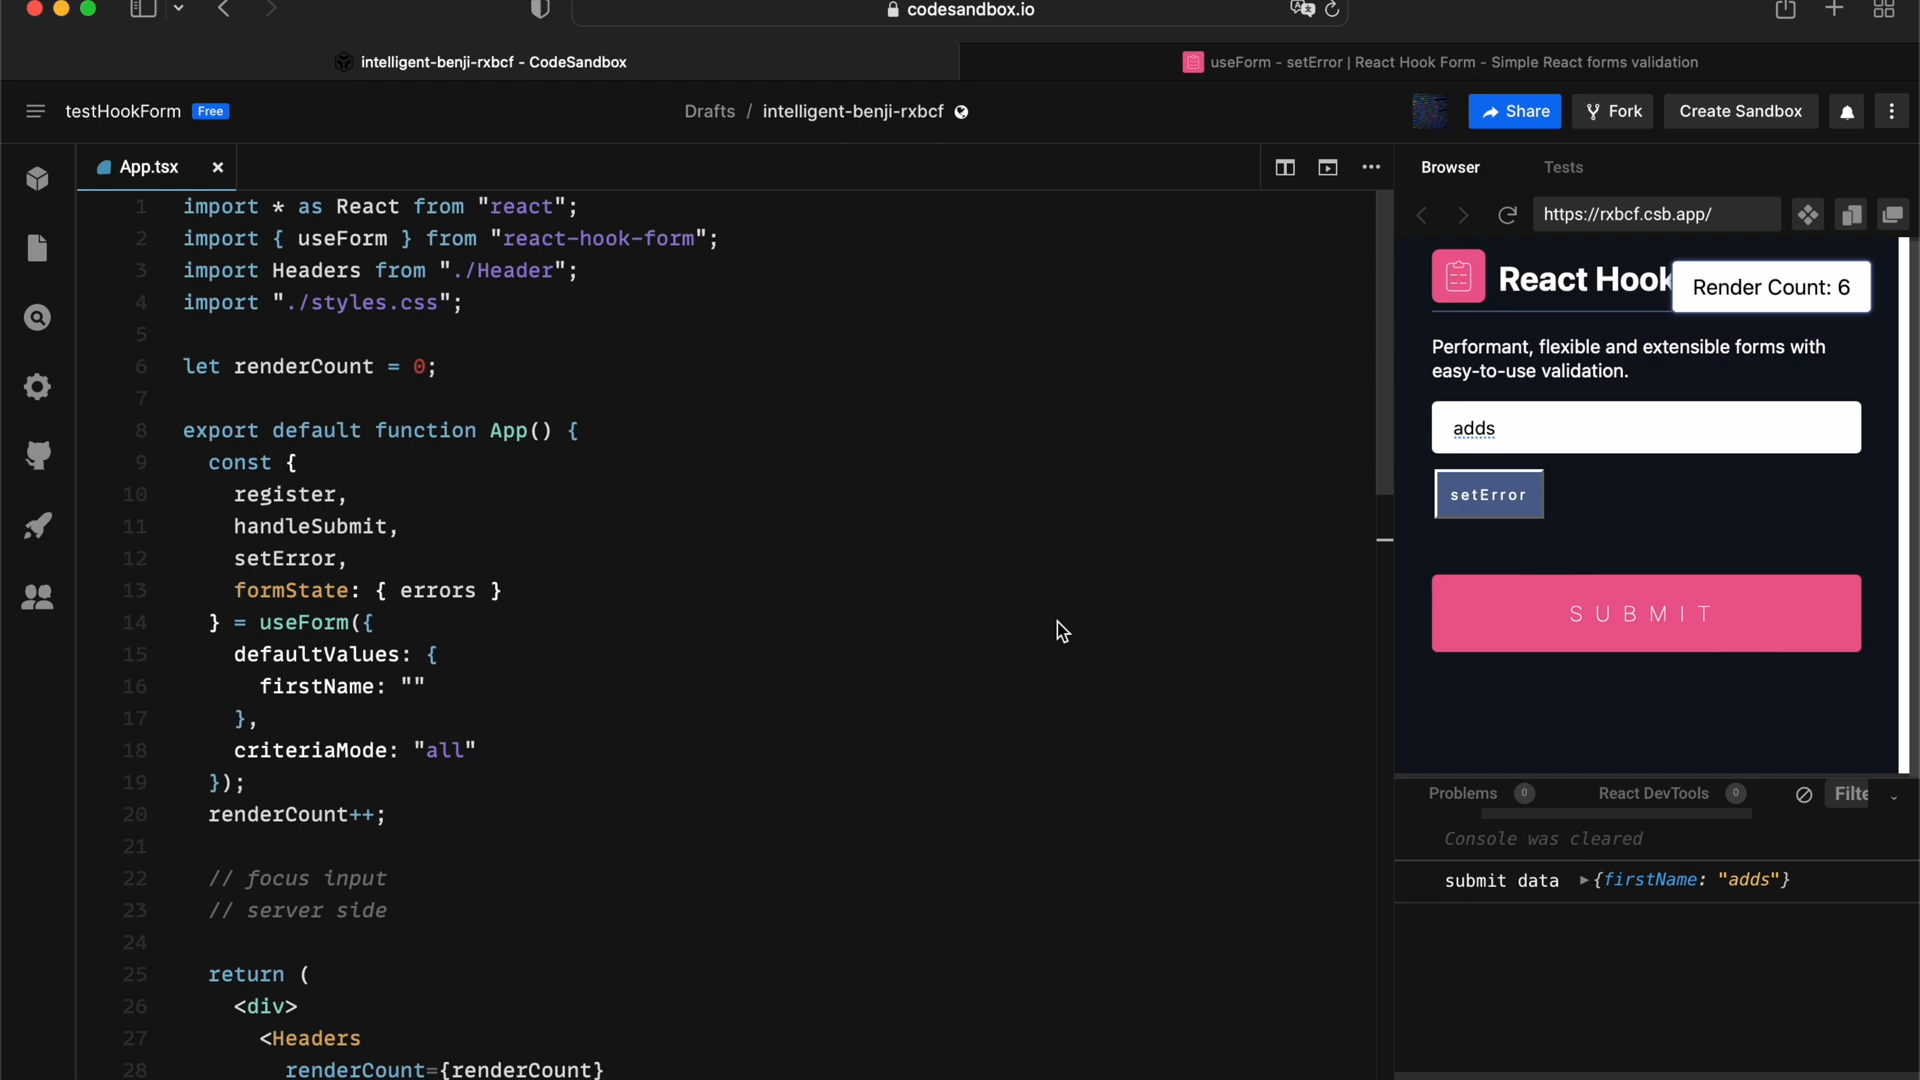 codesandbox.io
intelligent-benji-rxbcf - CodeSandbox
useForm - setError | React Hook Form - Simple React forms validation
testHookForm Free
Drafts / intelligent-benji-rxbcf
Share Fork Create Sandbox
App.tsx
Browser Tests
https://rxbcf.csb.app/
1 import * as React from "react";
2 import { useForm } from "react-hook-form";
3 import Headers from "./Header";
4 import "./styles.css";
5
6 let renderCount = 0;
7
8 export default function App() {
9 const {
10 register,
11 handleSubmit,
12 setError,
13 formState: { errors }
14 } = useForm({
15 defaultValues: {
16 firstName: ""
17 },
18 criteriaMode: "all"
19 });
20 renderCount++;
21
22 // focus input
23 // server side
24
25 return (
26 <div>
27 <Headers
28 renderCount={renderCount}
React Hook
Render Count: 6
Performant, flexible and extensible forms with
easy-to-use validation.
adds
setError
SUBMIT
Problems 0 React DevTools 0 Filte
Console was cleared
submit data ▸{firstName: "adds"}